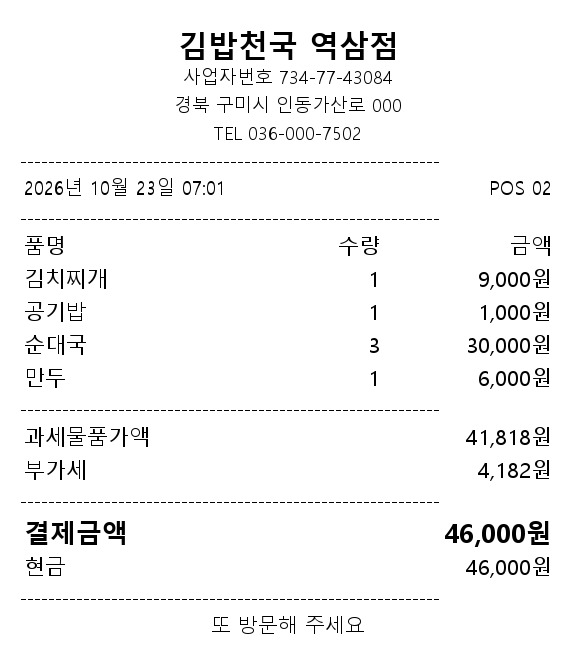 김밥천국 역삼점
사업자번호 734-77-43084
경북 구미시 인동가산로 000
TEL 036-000-7502
2026년 10월 23일 07:01 POS 02
품명 수량 금액
김치찌개 1 9,000원
공기밥 1 1,000원
순대국 3 30,000원
만두 1 6,000원
과세물품가액 41,818원
부가세 4,182원
결제금액 46,000원
현금 46,000원
또 방문해 주세요